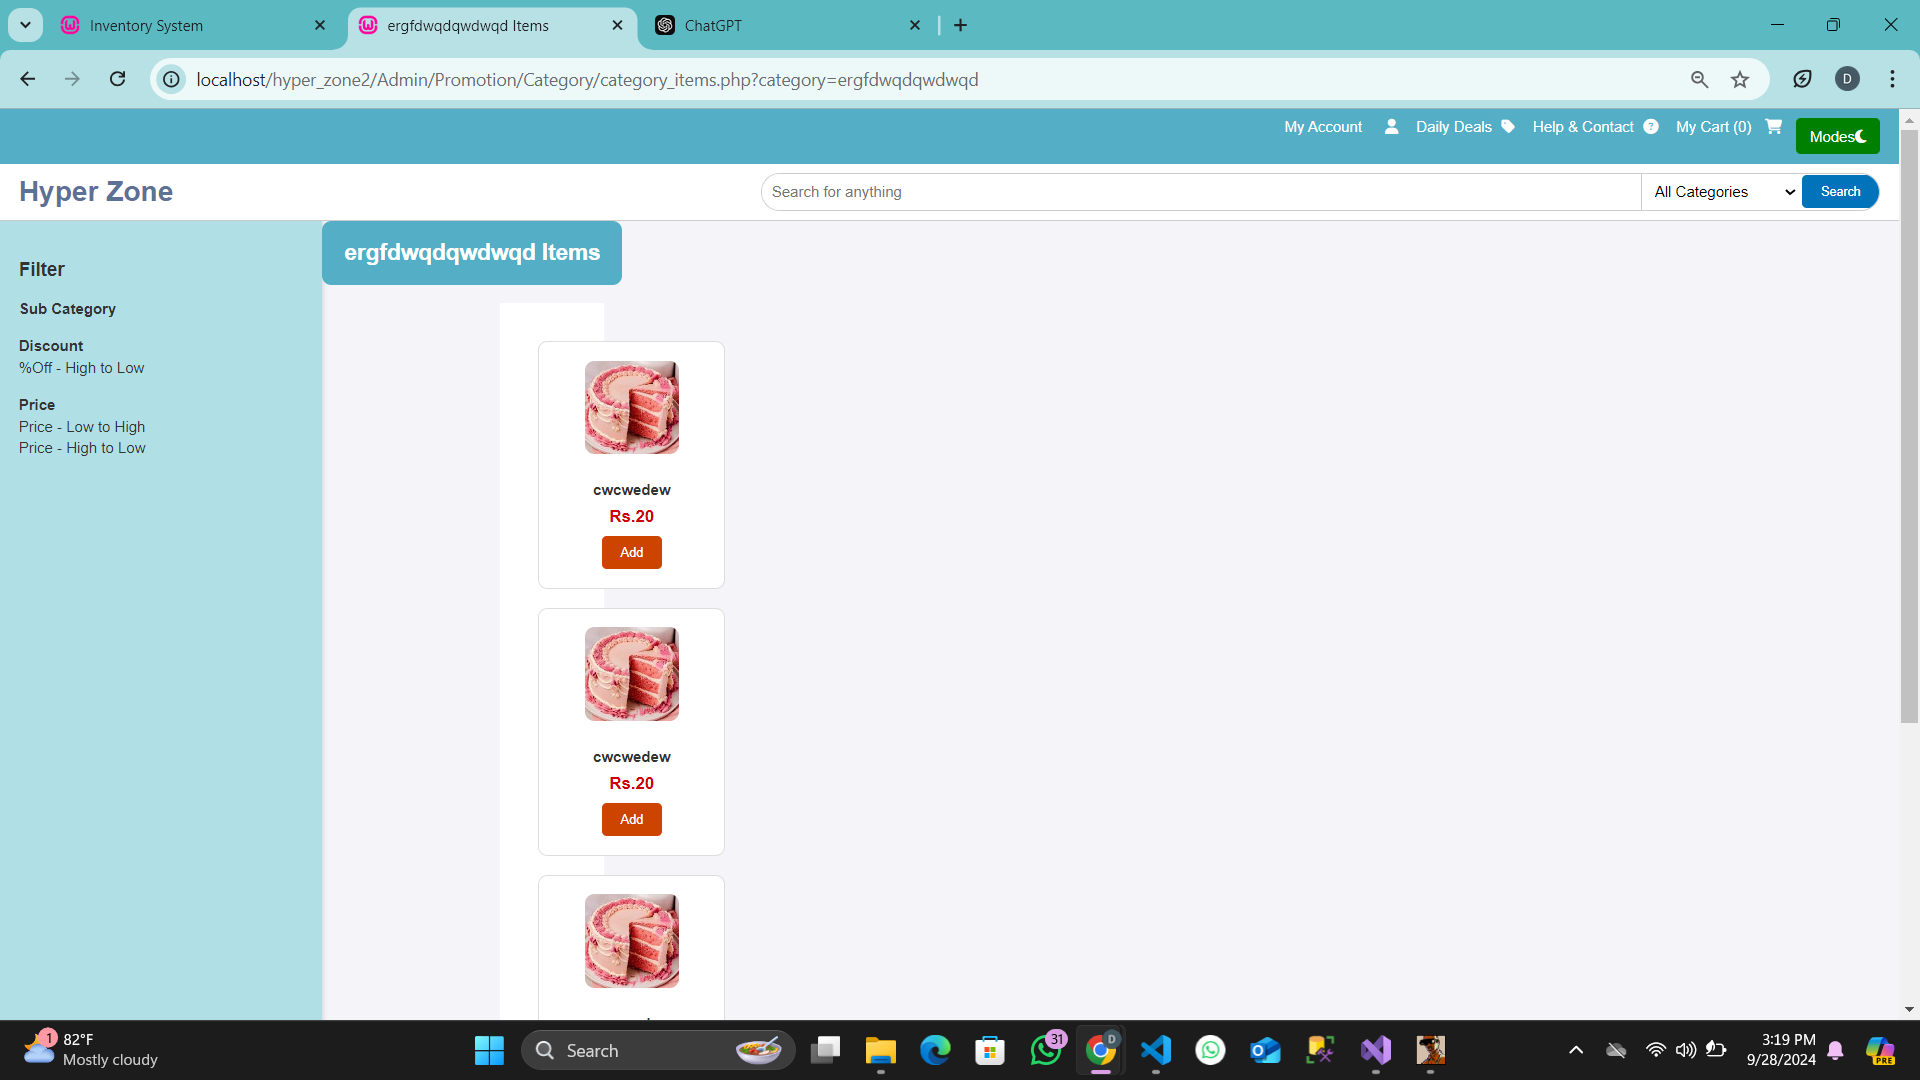 Inventory System
ergfdwqdqwdwqd Items
ChatGPT
localhost/hyper_zone2/Admin/Promotion/Category/category_items.php?category=ergfdwqdqwdwqd
D
My Account
Daily Deals
Help & Contact
?
My Cart (0)
Modes
Hyper Zone
Search for anything
All Categories
Search
Filter
Sub Category
Discount
%Off - High to Low
Price
Price - Low to High
Price - High to Low
ergfdwqdqwdwqd Items
cwcwedew
Rs.20
Add
cwcwedew
Rs.20
Add
1
82°F
Mostly cloudy
Search
31
D
PRE
3:19 PM
9/28/2024